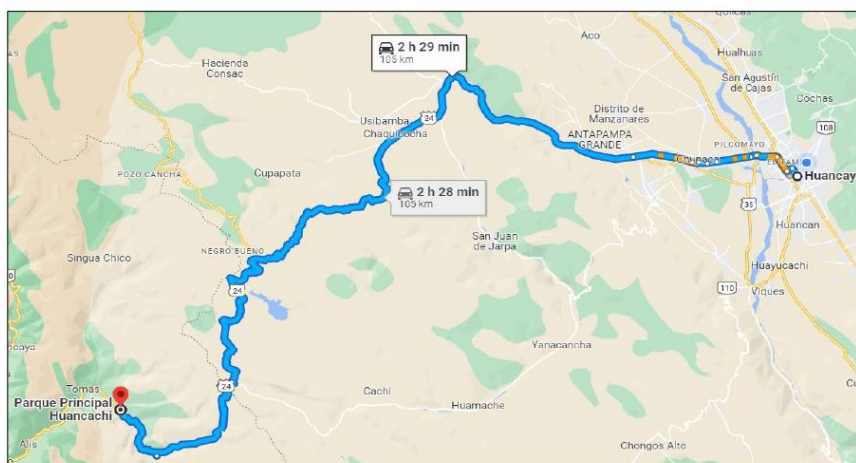 2 h 29 min
105 km
Aco
Hualhuas
Hacienda
Consac
San Agustín
de Cajas
Cochas
Usibamba
24
Chaquicocha
Distrito de
Manzanares
108
ANTAPAMPA
GRANDE
PILCOMAYO
Chupaca
POZO CANCHA
Cupapata
2 h 28 min
105 km
Huancay
35
Huancan
San Juan
de Jarpa
NEGRO BUENO
Singua Chico
Huayucachi
24
110
Viques
Yanacancha
24
Tomas
Cachi
Parque Principal
Huancachi
Huamache
Alis
Chongos Alto